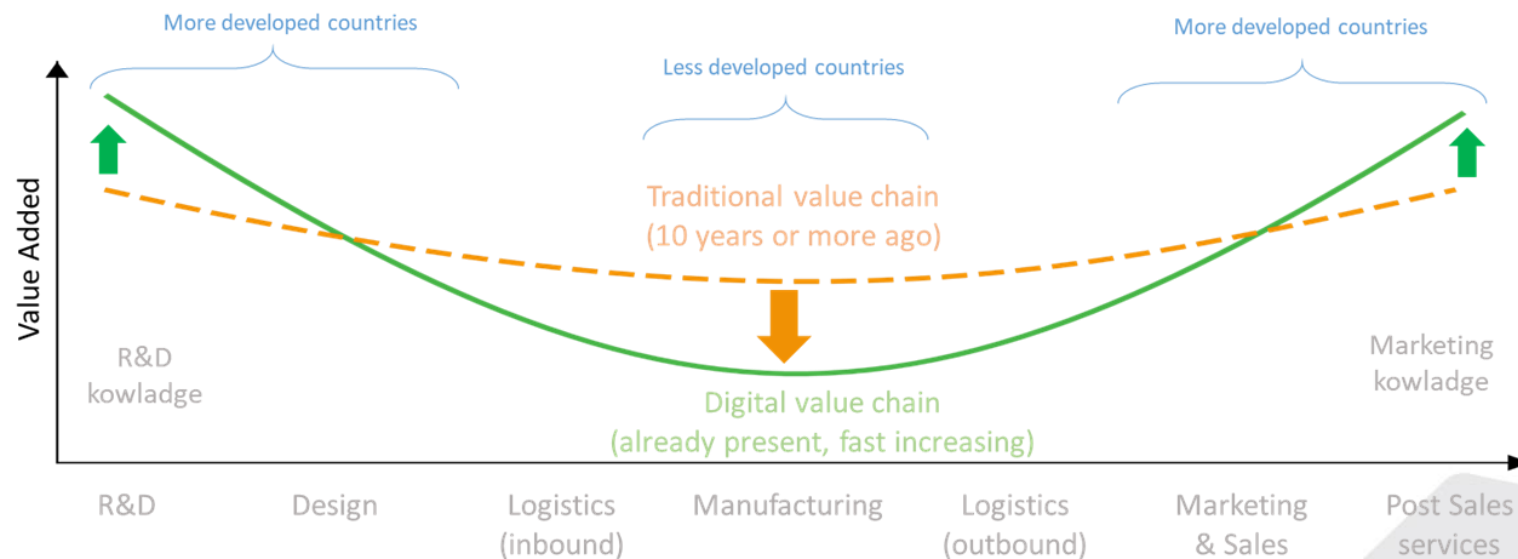 More developed countries
More developed countries
Less developed countries
Value Added
Traditional value chain
(10 years or more ago)
R&D
kowladge
Marketing
kowladge
Digital value chain
(already present, fast increasing)
R&D
Design
Logistics
(inbound)
Manufacturing
Logistics
(outbound)
Marketing
& Sales
Post Sales
services